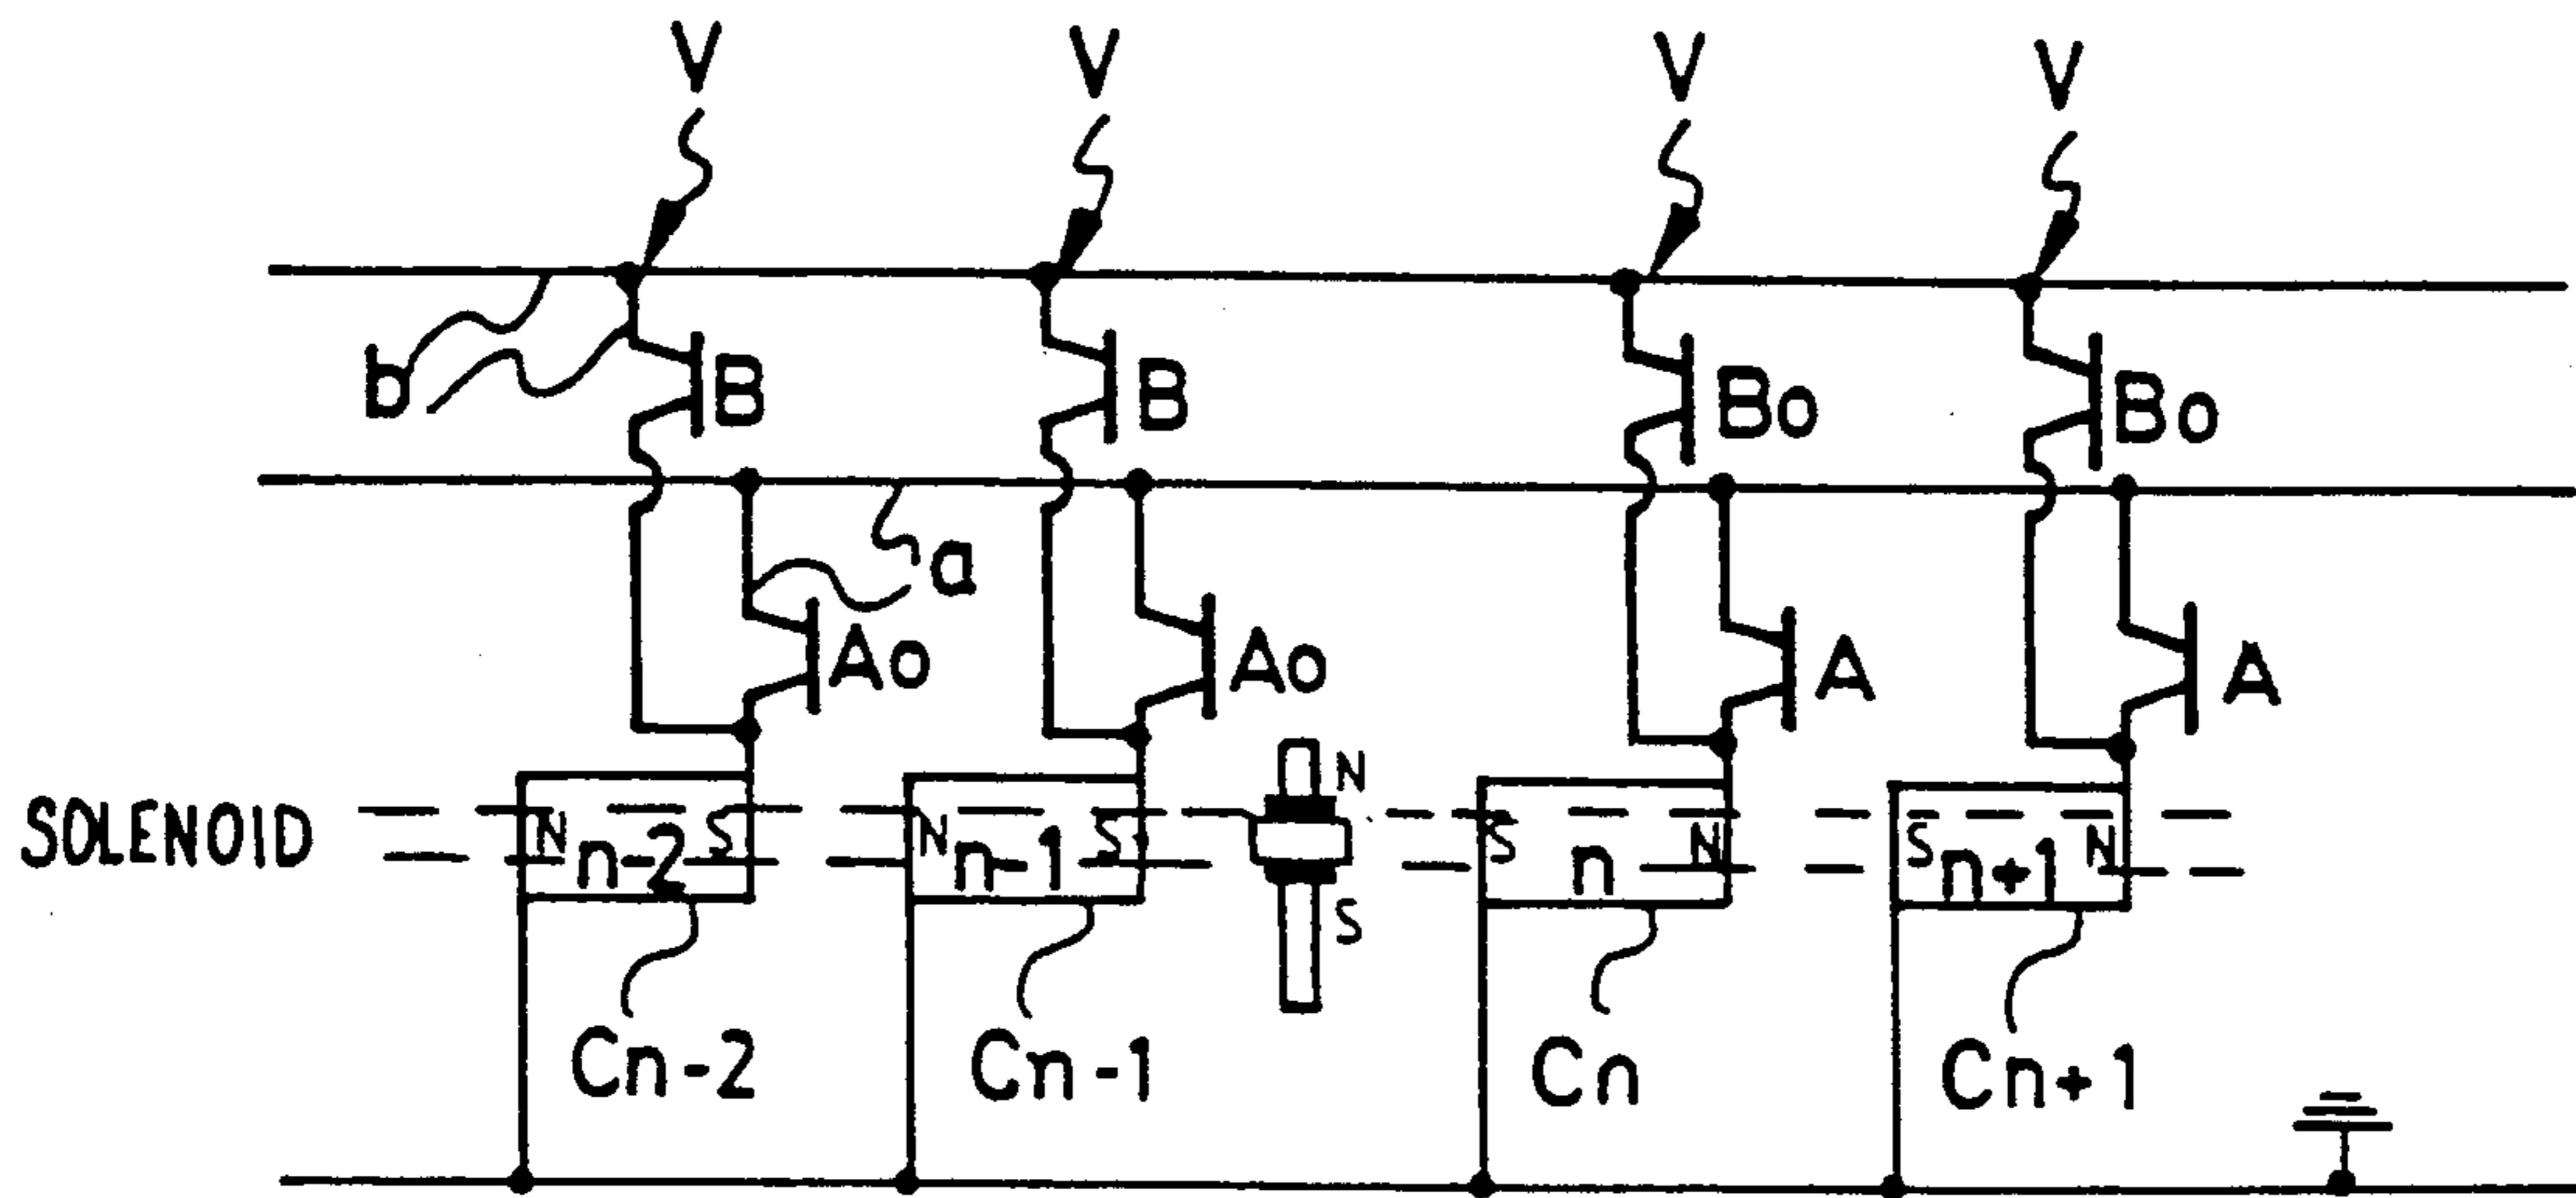 V V V V
b B B Bo Bo
a
Ao Ao A A
N
SOLENOID N n-2 S N n-1 S S n N S n+1 N
S
Cn-2 Cn-1 Cn Cn+1